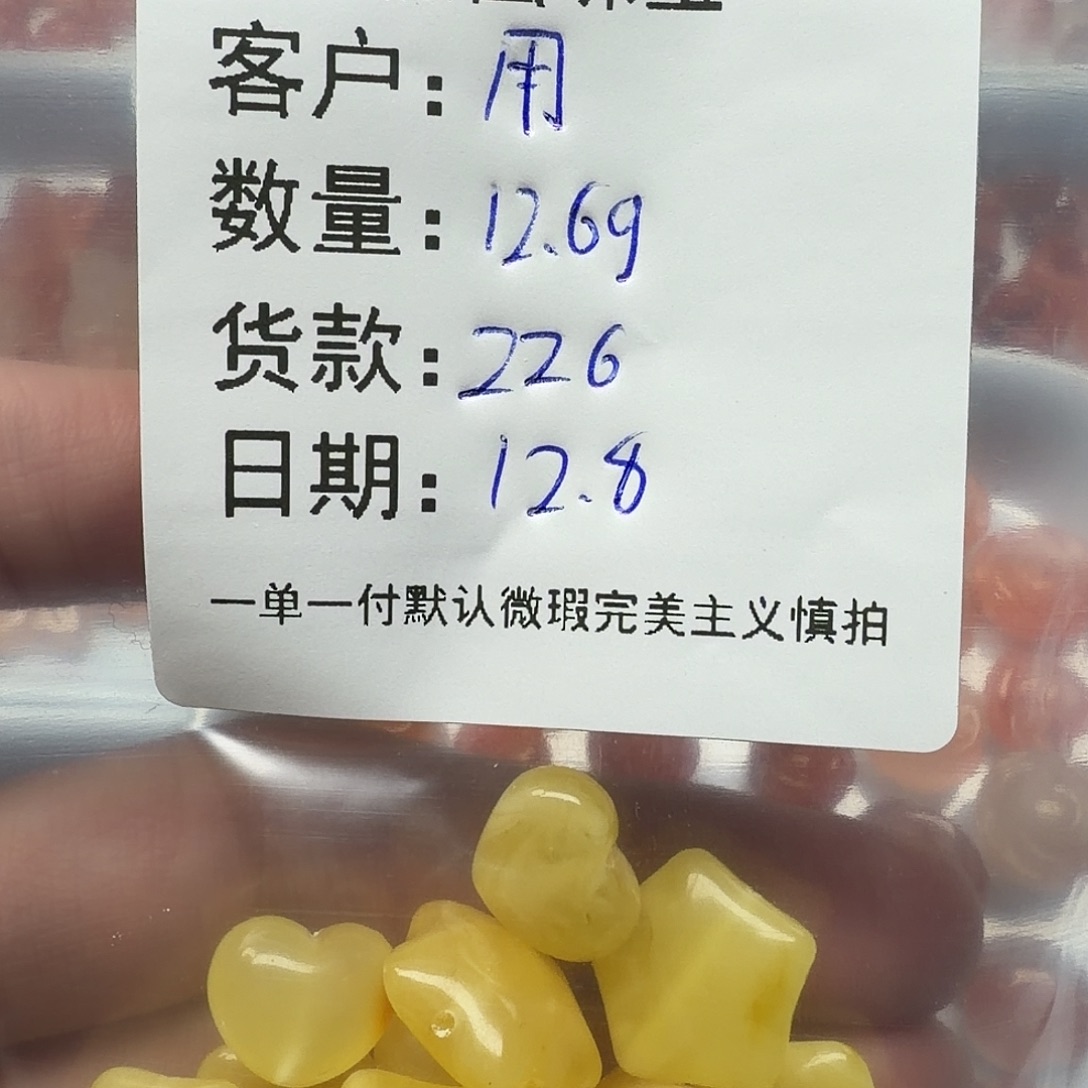 客户：用
数量：12.6g
货款：226
日期：12.8
一单一付默认微瑕完美主义慎拍